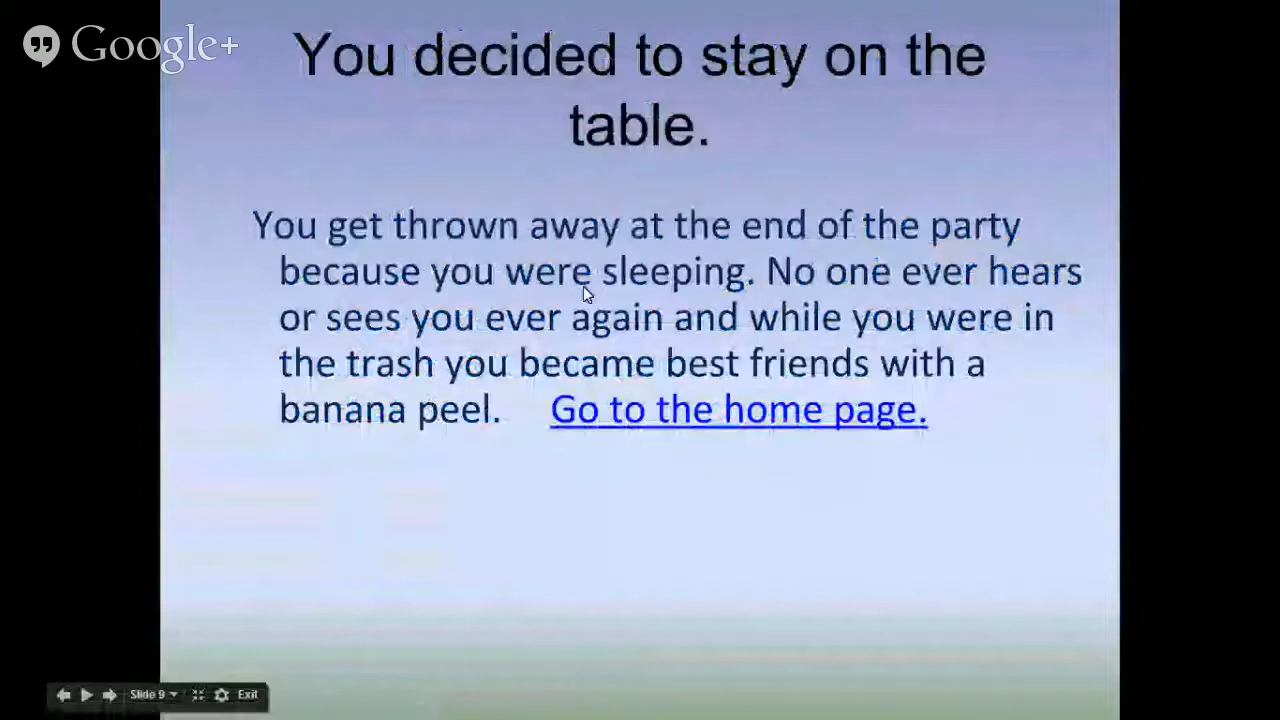 Google+
You decided to stay on the
table.
You get thrown away at the end of the party
because you were sleeping. No one ever hears
or sees you ever again and while you were in
the trash you became best friends with a
banana peel. Go to the home page.
Slide 9 Exit